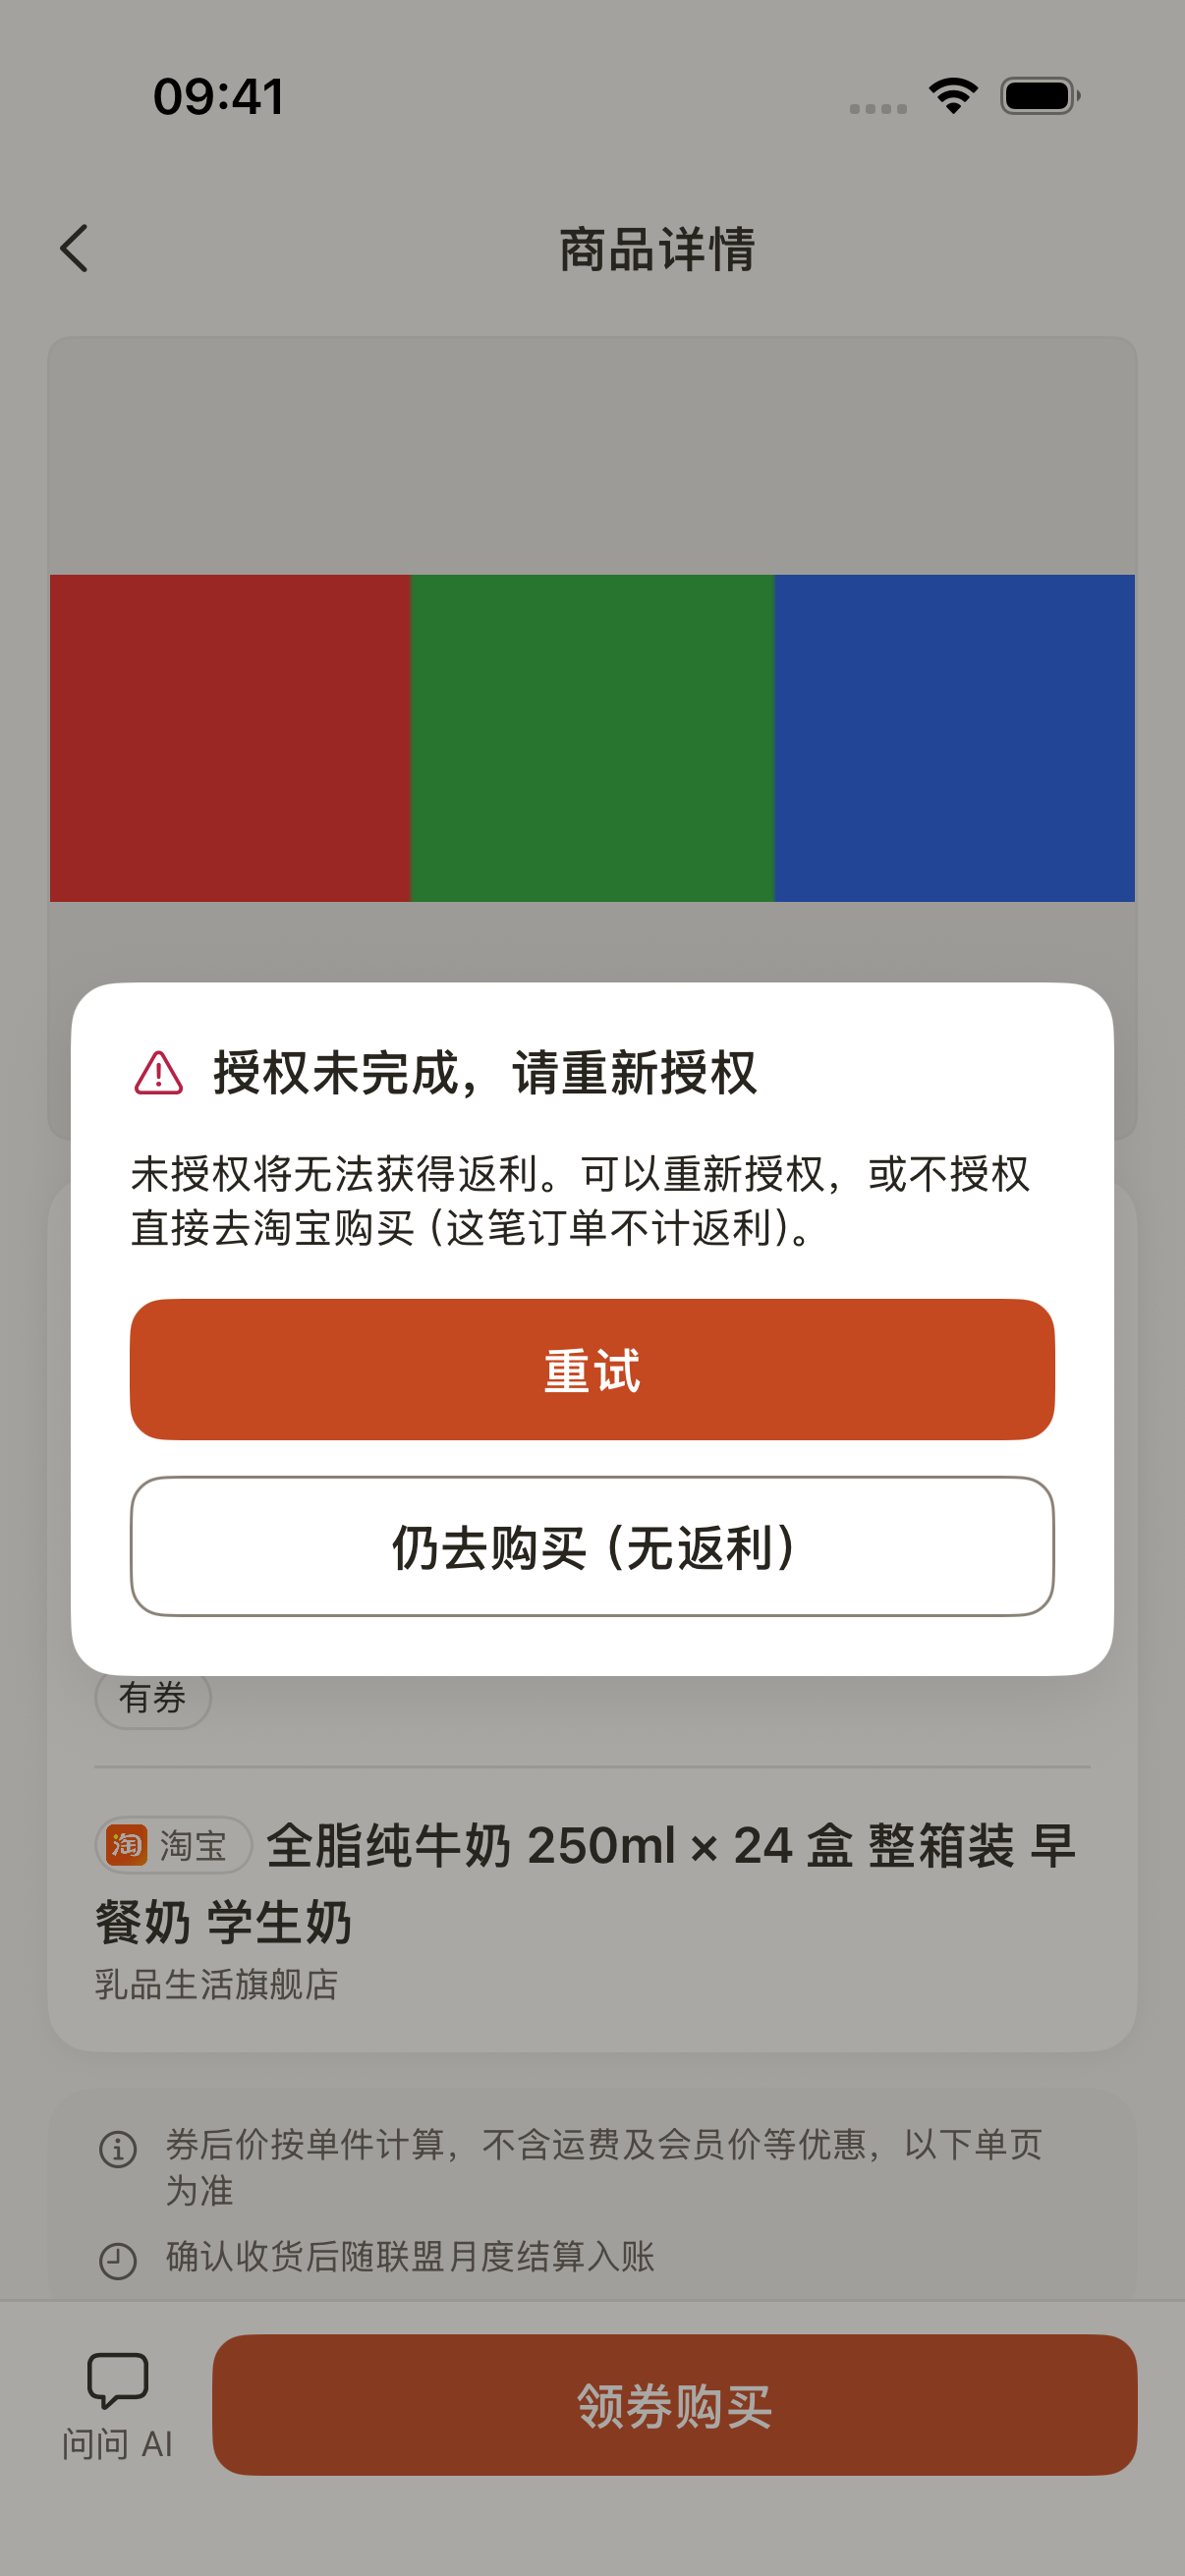 09:41
商品详情
授权未完成，请重新授权
未授权将无法获得返利。可以重新授权，或不授权
直接去淘宝购买（这笔订单不计返利）。
重试
仍去购买（无返利）
有券
淘 淘宝 全脂纯牛奶 250ml × 24 盒 整箱装 早
餐奶 学生奶
乳品生活旗舰店
券后价按单件计算，不含运费及会员价等优惠，以下单页
为准
确认收货后随联盟月度结算入账
问问 AI
领券购买